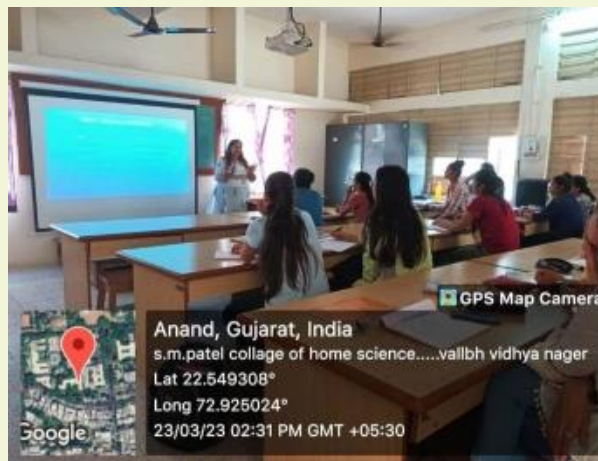 GPS Map Camera
Anand, Gujarat, India
s.m.patel collage of home science.....vallbh vidhya nager
Lat 22.549308°
Long 72.925024°
23/03/23 02:31 PM GMT +05:30
Google